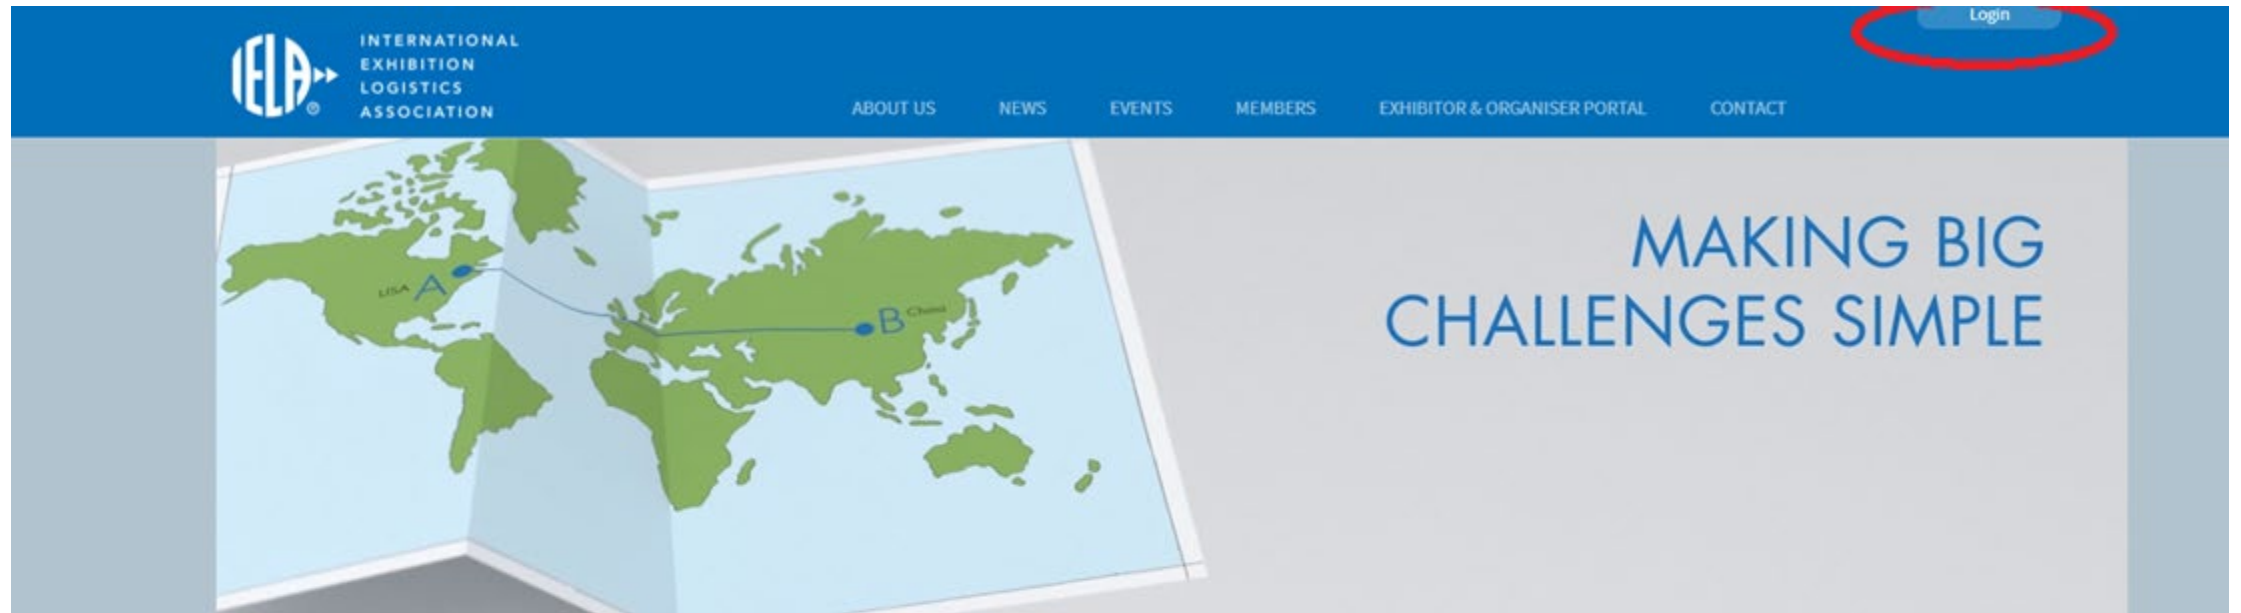 Login
IELA
INTERNATIONAL
EXHIBITION
LOGISTICS
ASSOCIATION
ABOUT US NEWS EVENTS MEMBERS EXHIBITOR & ORGANISER PORTAL CONTACT
MAKING BIG
CHALLENGES SIMPLE
USA A
B China